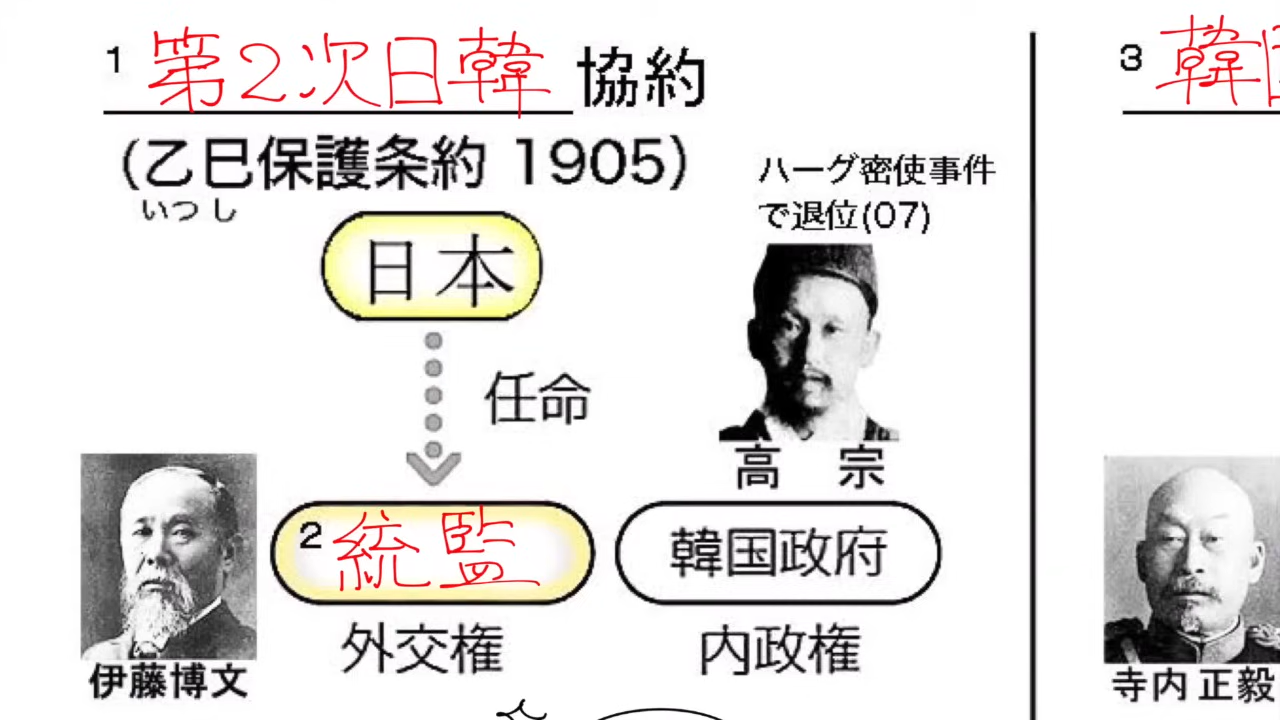 1 第2次日韓協約
(乙巳保護条約 1905)
いつ し
日本
任命
ハーグ密使事件
で退位(07)
高 宗
2 統監
韓国政府
外交権
内政権
伊藤博文
3 韓
寺内正毅